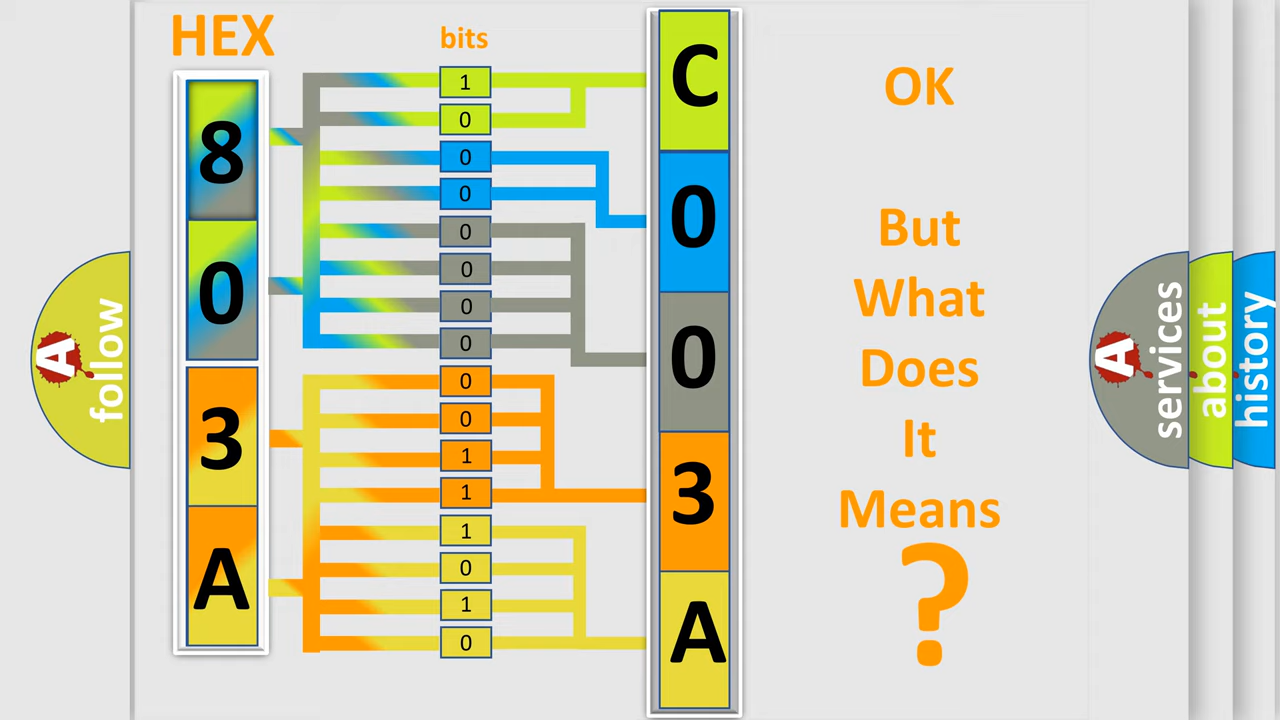 HEX
bits
8
0
3
A
1
0
0
0
0
0
0
0
0
0
1
1
1
0
1
0
C
0
0
3
A
OK
But
What
Does
It
Means
?
A
follow
A
services
about
history